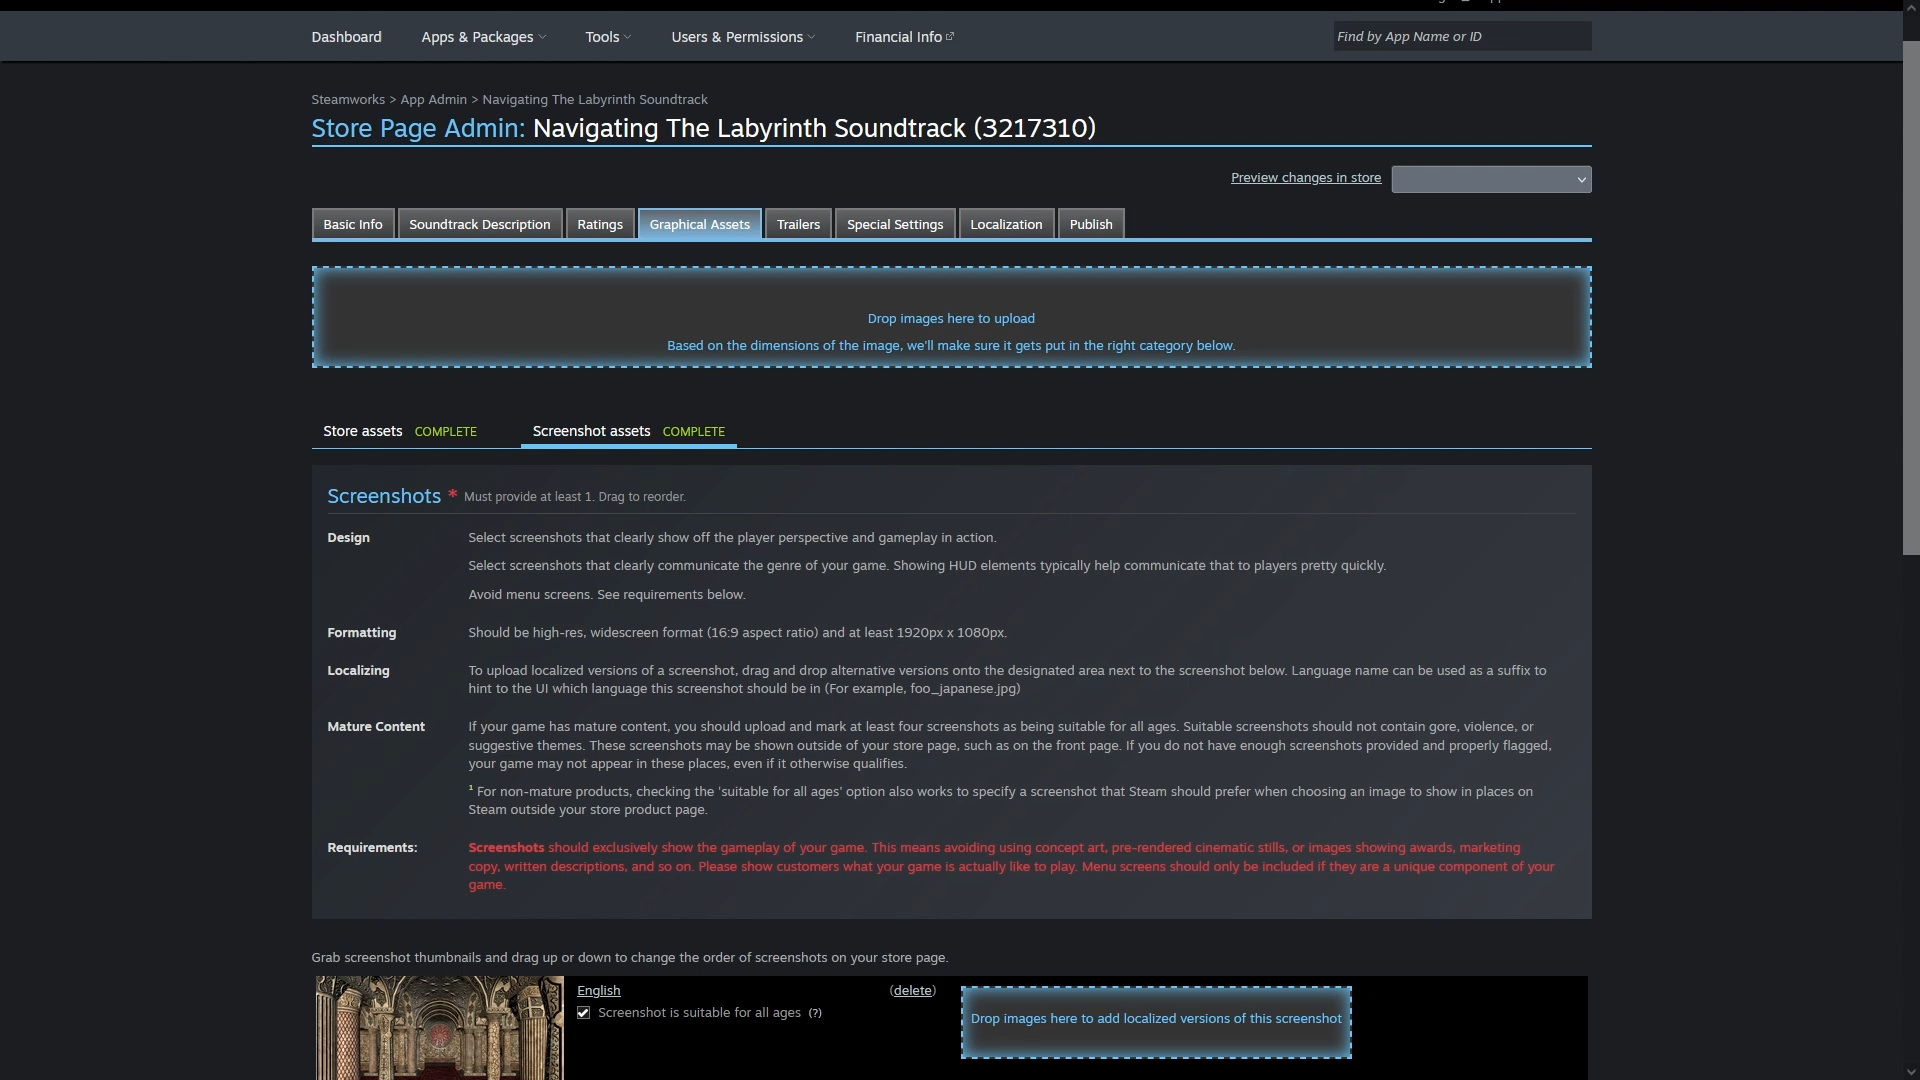 Dashboard
Apps & Packages
Tools
Users & Permissions
Financial Info
Find by App Name or ID
Steamworks > App Admin > Navigating The Labyrinth Soundtrack
Store Page Admin: Navigating The Labyrinth Soundtrack (3217310)
Preview changes in store
Basic Info
Soundtrack Description
Ratings
Graphical Assets
Trailers
Special Settings
Localization
Publish
Drop images here to upload
Based on the dimensions of the image, we'll make sure it gets put in the right category below.
Store assets COMPLETE
Screenshot assets COMPLETE
Screenshots * Must provide at least 1. Drag to reorder.
Design
Select screenshots that clearly show off the player perspective and gameplay in action.
Select screenshots that clearly communicate the genre of your game. Showing HUD elements typically help communicate that to players pretty quickly.
Avoid menu screens. See requirements below.
Formatting
Should be high-res, widescreen format (16:9 aspect ratio) and at least 1920px x 1080px.
Localizing
To upload localized versions of a screenshot, drag and drop alternative versions onto the designated area next to the screenshot below. Language name can be used as a suffix to
hint to the UI which language this screenshot should be in (For example, foo_japanese.jpg)
Mature Content
If your game has mature content, you should upload and mark at least four screenshots as being suitable for all ages. Suitable screenshots should not contain gore, violence, or
suggestive themes. These screenshots may be shown outside of your store page, such as on the front page. If you do not have enough screenshots provided and properly flagged,
your game may not appear in these places, even if it otherwise qualifies.
¹ For non-mature products, checking the 'suitable for all ages' option also works to specify a screenshot that Steam should prefer when choosing an image to show in places on
Steam outside your store product page.
Requirements:
Screenshots should exclusively show the gameplay of your game. This means avoiding using concept art, pre-rendered cinematic stills, or images showing awards, marketing
copy, written descriptions, and so on. Please show customers what your game is actually like to play. Menu screens should only be included if they are a unique component of your
game.
Grab screenshot thumbnails and drag up or down to change the order of screenshots on your store page.
English
(delete)
Screenshot is suitable for all ages (?)
Drop images here to add localized versions of this screenshot